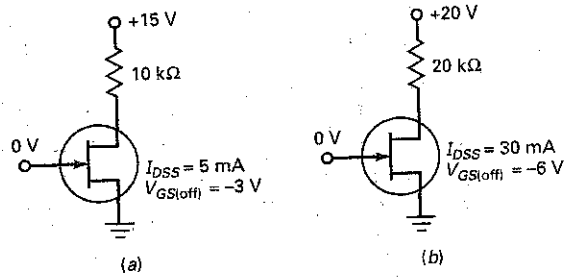 +15 V
10 kΩ
0 V
I_DSS = 5 mA
V_GS(off) = –3 V
(a)
+20 V
20 kΩ
0 V
I_DSS = 30 mA
V_GS(off) = –6 V
(b)